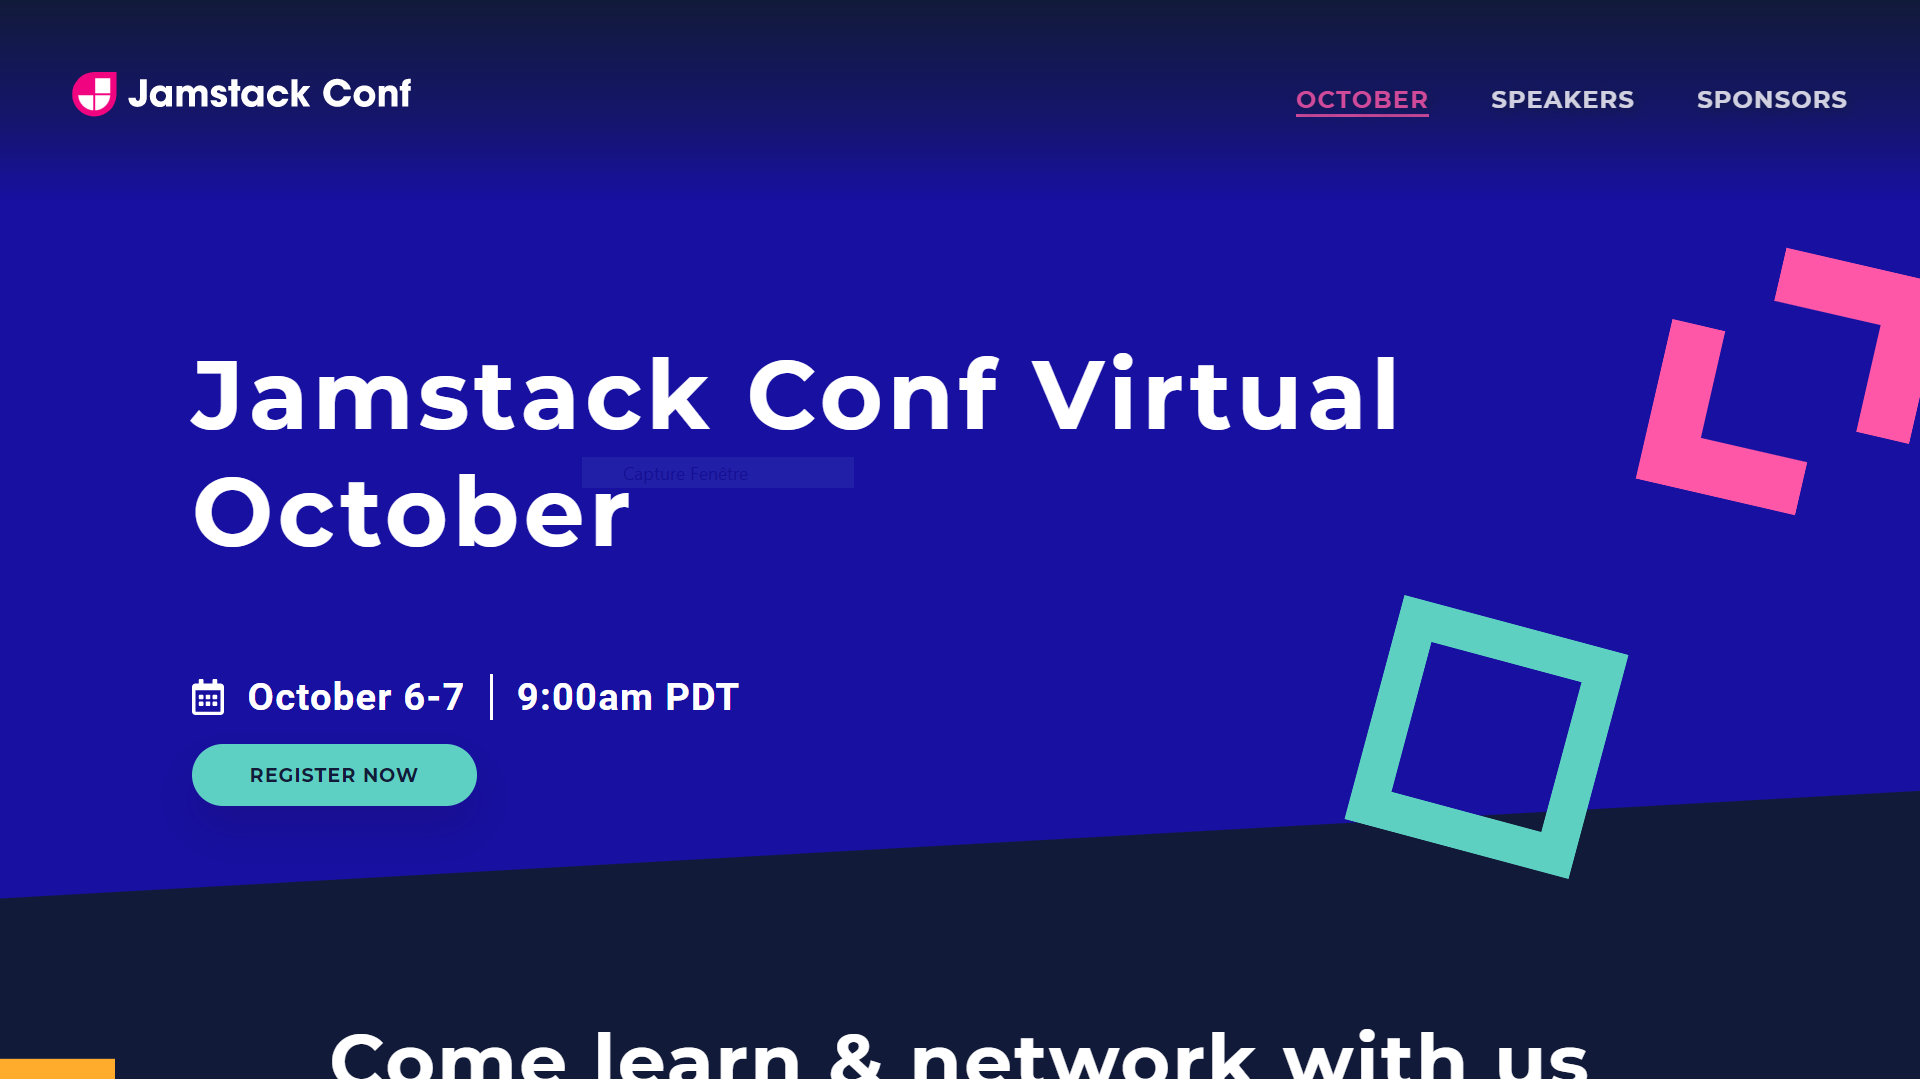 Jamstack Conf
OCTOBER
SPEAKERS
SPONSORS
Jamstack Conf Virtual
October
Capture Fenêtre
October 6-7
9:00am PDT
REGISTER NOW
Come learn & network with us